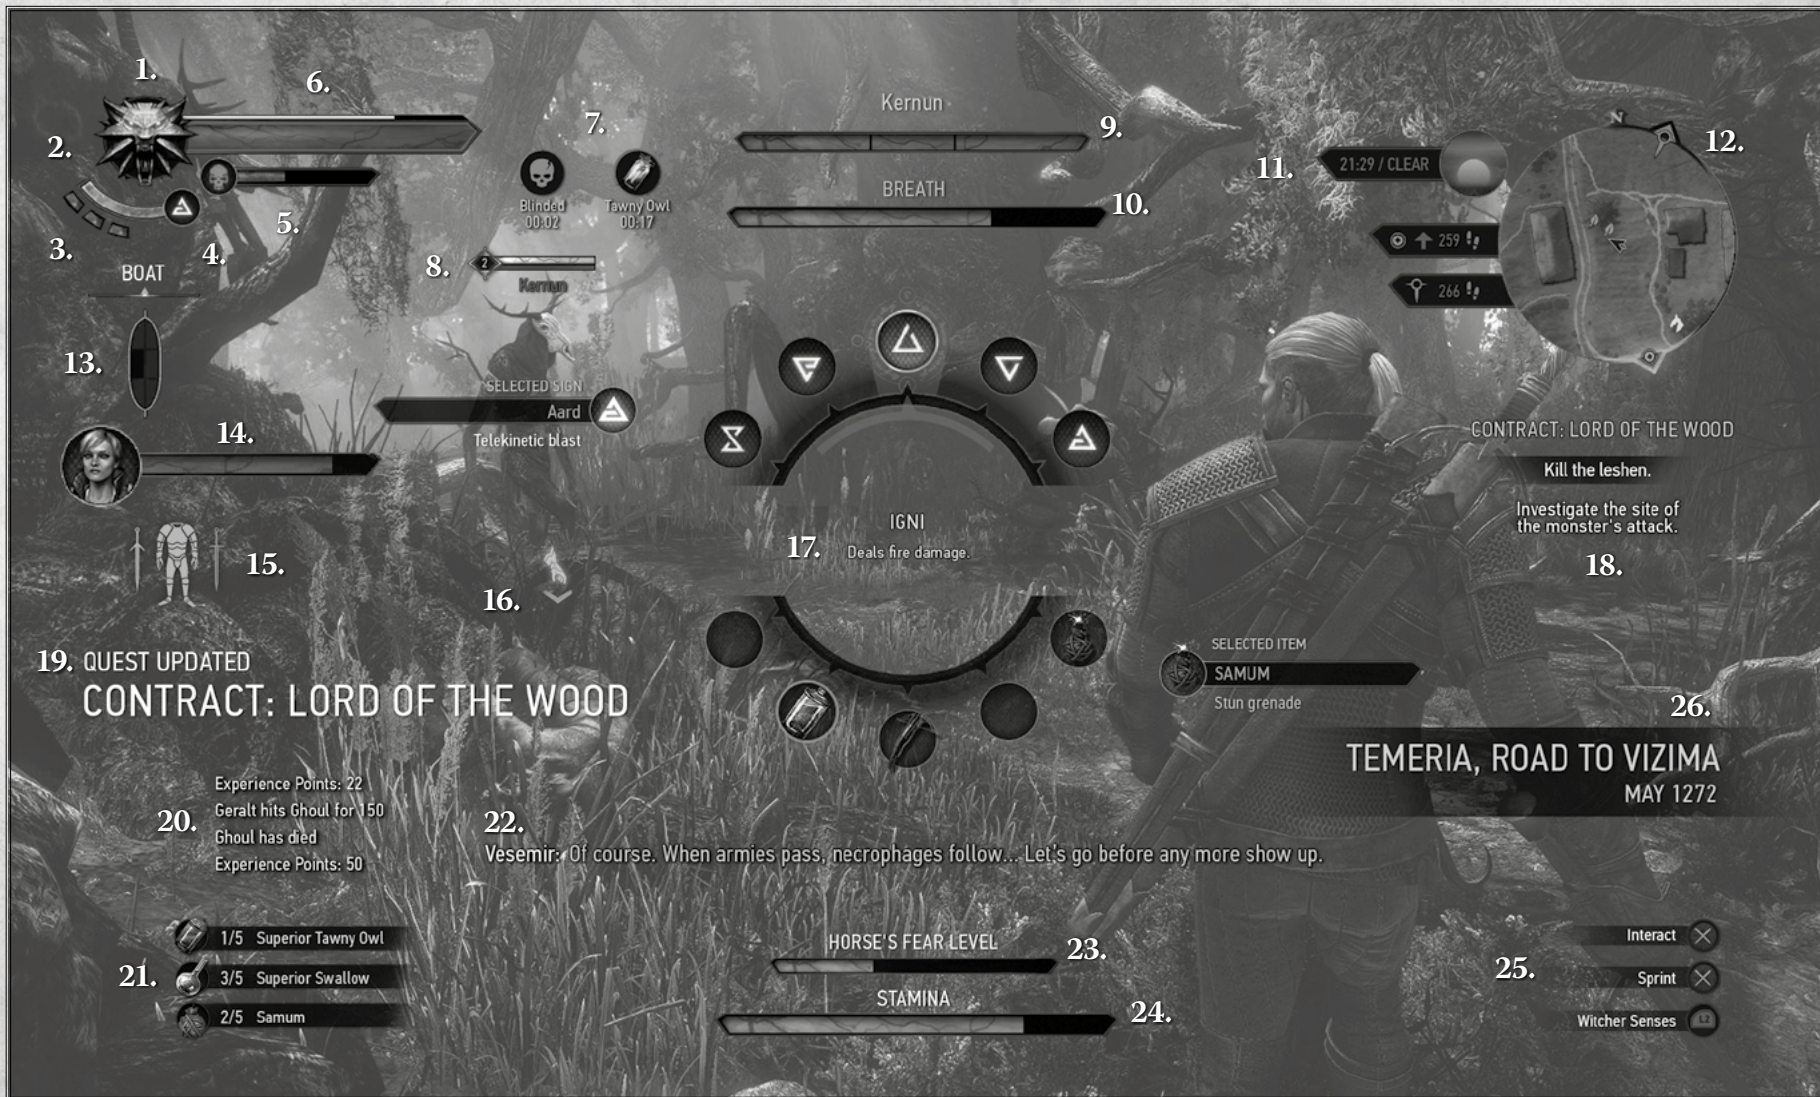 1.
6.
7.
2.
Kernun
9.
12.
11.
21:29 / CLEAR
N
BREATH
10.
Blinded
00:02
Tawny Owl
00:17
5.
3.
4.
8.
2
Kernun
259
266
BOAT
13.
SELECTED SIGN
Aard
Telekinetic blast
14.
CONTRACT: LORD OF THE WOOD
Kill the leshen.
Investigate the site of
the monster's attack.
18.
IGNI
17.
Deals fire damage.
15.
16.
SELECTED ITEM
SAMUM
Stun grenade
19.
QUEST UPDATED
CONTRACT: LORD OF THE WOOD
26.
TEMERIA, ROAD TO VIZIMA
MAY 1272
20.
Experience Points: 22
Geralt hits Ghoul for 150
Ghoul has died
Experience Points: 50
22.
Vesemir: Of course. When armies pass, necrophages follow... Let's go before any more show up.
21.
1/5 Superior Tawny Owl
3/5 Superior Swallow
2/5 Samum
HORSE'S FEAR LEVEL
23.
STAMINA
24.
25.
Interact
Sprint
Witcher Senses L2